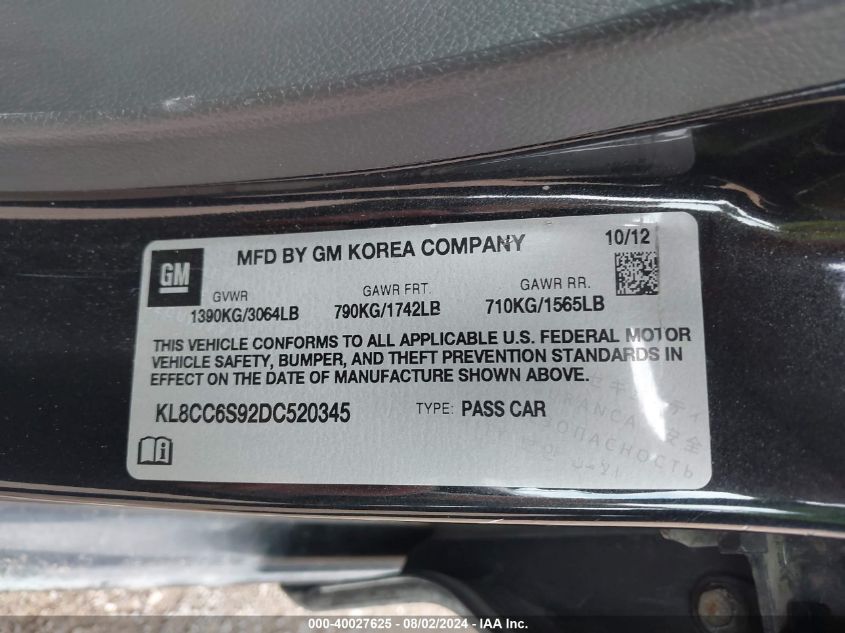 GM
MFD BY GM KOREA COMPANY
10/12
GVWR
GAWR FRT.
GAWR RR.
1390KG/3064LB
790KG/1742LB
710KG/1565LB
THIS VEHICLE CONFORMS TO ALL APPLICABLE U.S. FEDERAL MOTOR
VEHICLE SAFETY, BUMPER, AND THEFT PREVENTION STANDARDS IN
EFFECT ON THE DATE OF MANUFACTURE SHOWN ABOVE.
KL8CC6S92DC520345
TYPE: PASS CAR
000-40027625 - 08/02/2024 - IAA Inc.